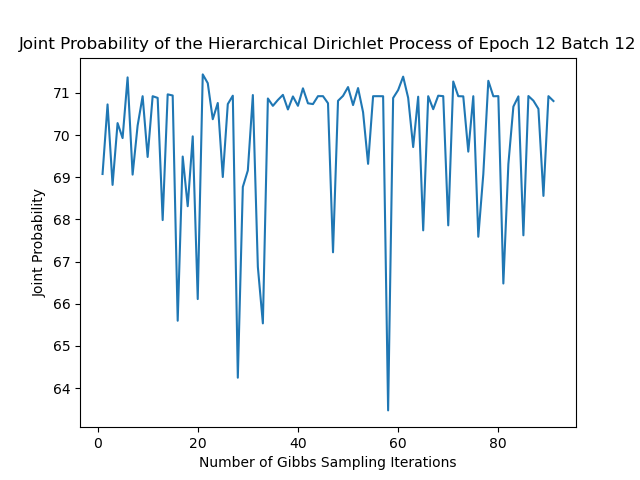 Joint Probability of the Hierarchical Dirichlet Process of Epoch 12 Batch 12
71
70
69
68
67
66
65
64
Joint Probability
0 20 40 60 80
Number of Gibbs Sampling Iterations